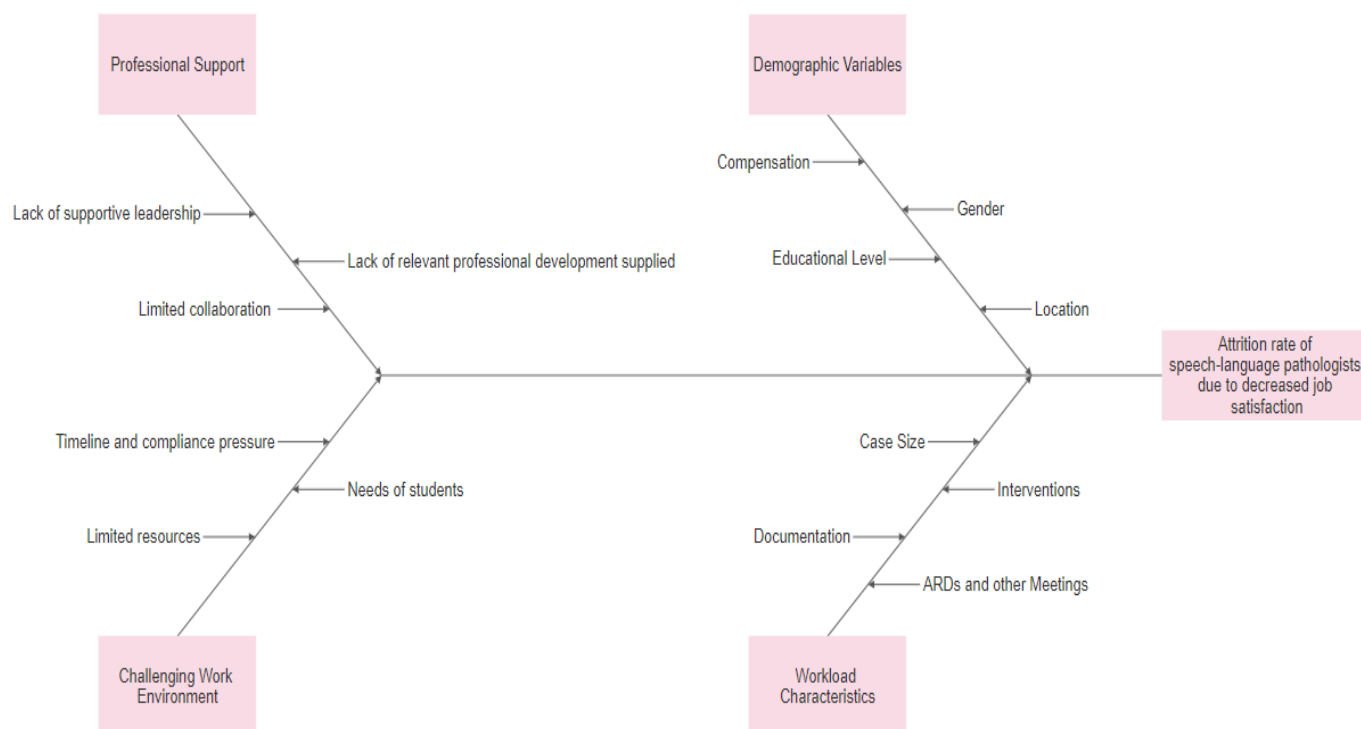 Professional Support
Demographic Variables
Compensation
Gender
Lack of supportive leadership
Educational Level
Lack of relevant professional development supplied
Limited collaboration
Location
Attrition rate of
speech-language pathologists
due to decreased job
satisfaction
Timeline and compliance pressure
Case Size
Needs of students
Interventions
Limited resources
Documentation
ARDs and other Meetings
Challenging Work
Environment
Workload
Characteristics